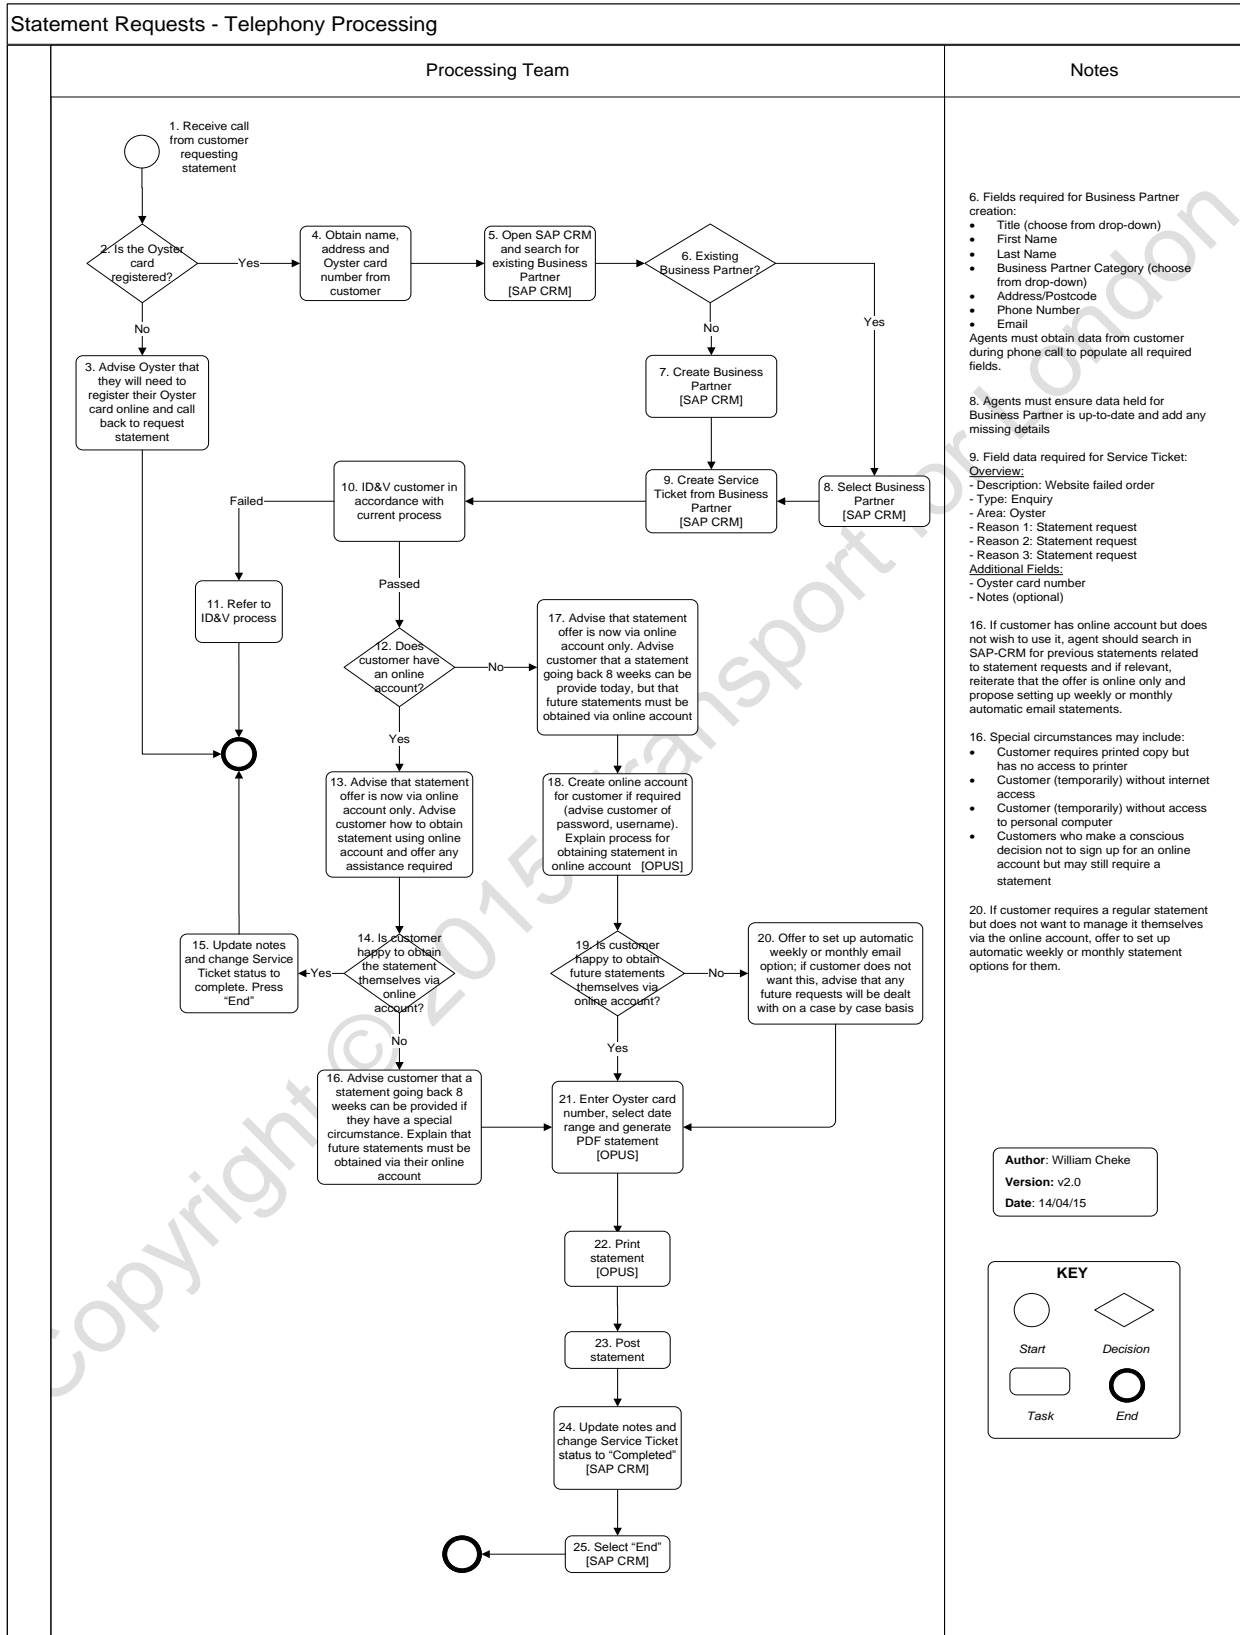 Statement Requests - Telephony Processing
Processing Team
Notes
1. Receive call
from customer
requesting
statement
2. Is the Oyster
card
registered?
Yes
4. Obtain name,
address and
Oyster card
number from
customer
5. Open SAP CRM
and search for
existing Business
Partner
[SAP CRM]
6. Existing
Business Partner?
No
No
Yes
3. Advise Oyster that
they will need to
register their Oyster
card online and call
back to request
statement
7. Create Business
Partner
[SAP CRM]
8. Select Business
Partner
[SAP CRM]
9. Create Service
Ticket from Business
Partner
[SAP CRM]
10. ID&V customer in
accordance with
current process
Failed
Passed
11. Refer to
ID&V process
12. Does
customer have
an online
account?
No
Yes
17. Advise that statement
offer is now via online
account only. Advise
customer that a statement
going back 8 weeks can be
provide today, but that
future statements must be
obtained via online account
13. Advise that statement
offer is now via online
account only. Advise
customer how to obtain
statement using online
account and offer any
assistance required
18. Create online account
for customer if required
(advise customer of
password, username).
Explain process for
obtaining statement in
online account [OPUS]
14. Is customer
happy to obtain
the statement
themselves via
online
account?
Yes
No
15. Update notes
and change Service
Ticket status to
complete. Press
“End”
19. Is customer
happy to obtain
future statements
themselves via
online account?
No
Yes
20. Offer to set up automatic
weekly or monthly email
option; if customer does not
want this, advise that any
future requests will be dealt
with on a case by case basis
16. Advise customer that a
statement going back 8
weeks can be provided if
they have a special
circumstance. Explain that
future statements must be
obtained via their online
account
21. Enter Oyster card
number, select date
range and generate
PDF statement
[OPUS]
22. Print
statement
[OPUS]
23. Post
statement
24. Update notes and
change Service Ticket
status to “Completed”
[SAP CRM]
25. Select “End”
[SAP CRM]
6. Fields required for Business Partner
creation:
• Title (choose from drop-down)
• First Name
• Last Name
• Business Partner Category (choose
from drop-down)
• Address/Postcode
• Phone Number
• Email
Agents must obtain data from customer
during phone call to populate all required
fields.
8. Agents must ensure data held for
Business Partner is up-to-date and add any
missing details
9. Field data required for Service Ticket:
Overview:
- Description: Website failed order
- Type: Enquiry
- Area: Oyster
- Reason 1: Statement request
- Reason 2: Statement request
- Reason 3: Statement request
Additional Fields:
- Oyster card number
- Notes (optional)
16. If customer has online account but does
not wish to use it, agent should search in
SAP-CRM for previous statements related
to statement requests and if relevant,
reiterate that the offer is online only and
propose setting up weekly or monthly
automatic email statements.
16. Special circumstances may include:
• Customer requires printed copy but
has no access to printer
• Customer (temporarily) without internet
access
• Customer (temporarily) without access
to personal computer
• Customers who make a conscious
decision not to sign up for an online
account but may still require a
statement
20. If customer requires a regular statement
but does not want to manage it themselves
via the online account, offer to set up
automatic weekly or monthly statement
options for them.
Author: William Cheke
Version: v2.0
Date: 14/04/15
KEY
Start
Decision
Task
End
Copyright © 2015 Transport for London